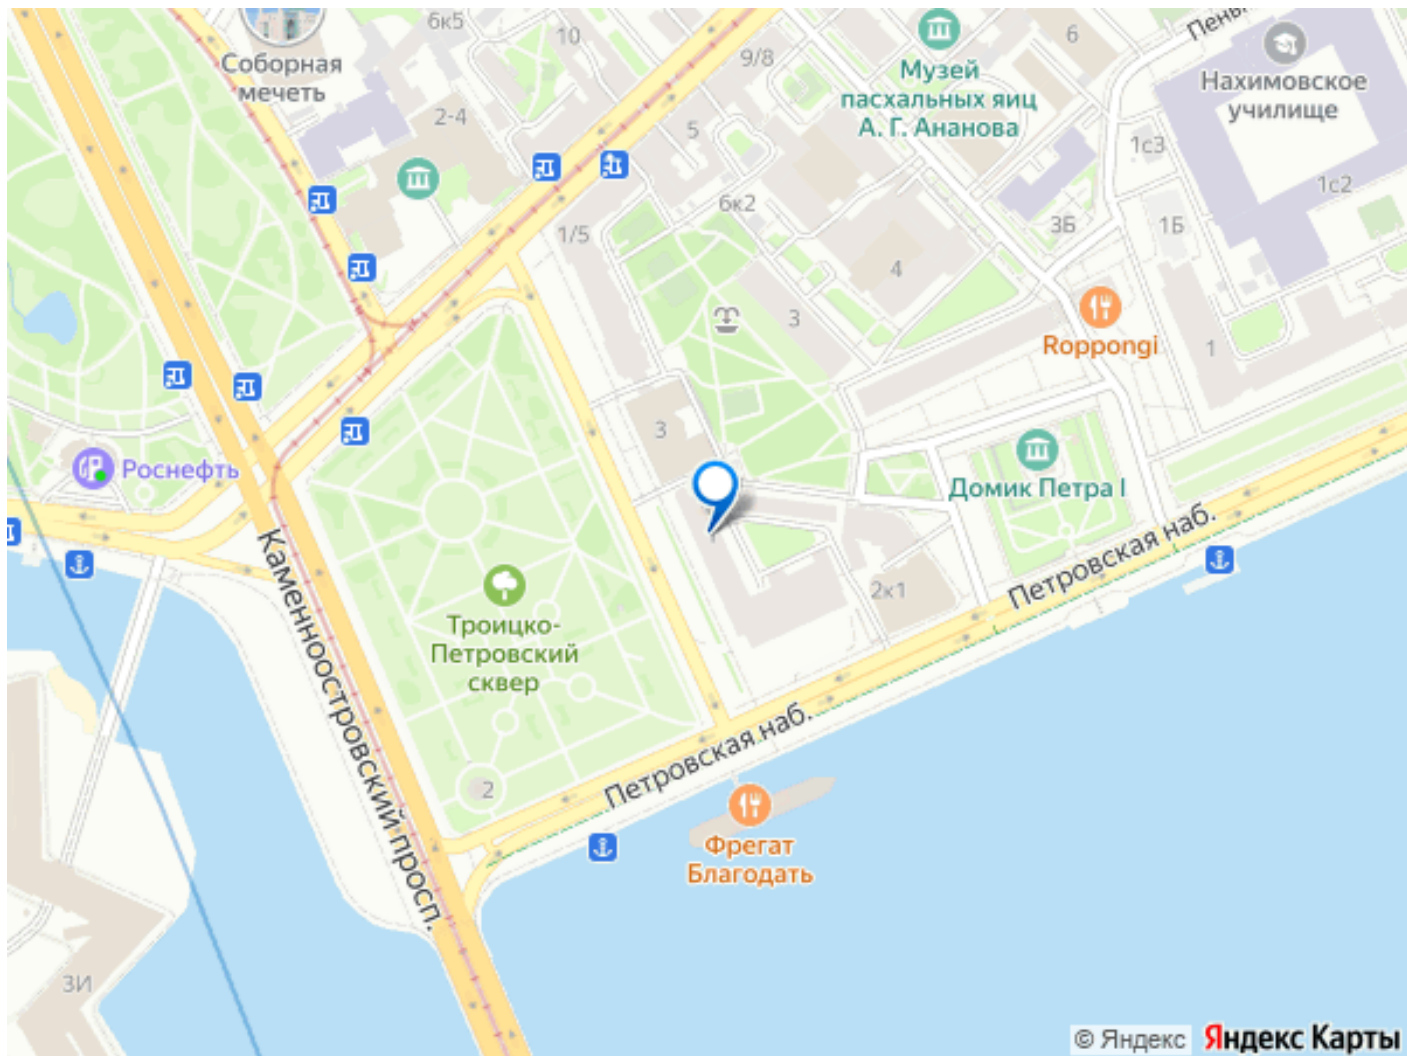 6к5
10
Соборная
мечеть
9/8
Музей
пасхальных яиц
А. Г. Ананова
6
Нахимовское
училище
2-4
5
1с3
1с2
6к2
3Б
1Б
1/5
4
3
Roppongi
1
3
Роснефть
Домик Петра I
Петровская наб.
Каменноостровский просп.
Троицко-
Петровский
сквер
2к1
Петровская наб.
2
Фрегат
Благодать
3И
© Яндекс Яндекс Карты